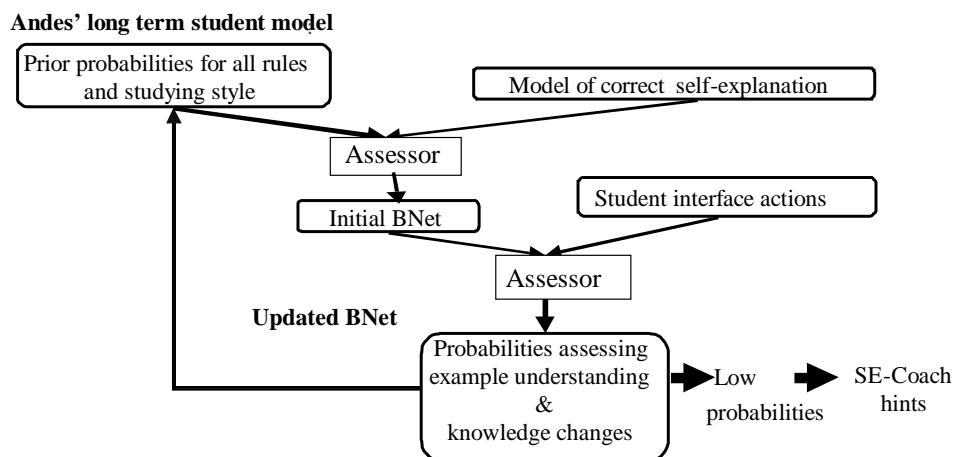 Andes’ long term student model
Prior probabilities for all rules
and studying style
Model of correct self-explanation
Assessor
Student interface actions
Initial BNet
Assessor
Updated BNet
Probabilities assessing
example understanding
&
knowledge changes
Low
probabilities
SE-Coach
hints